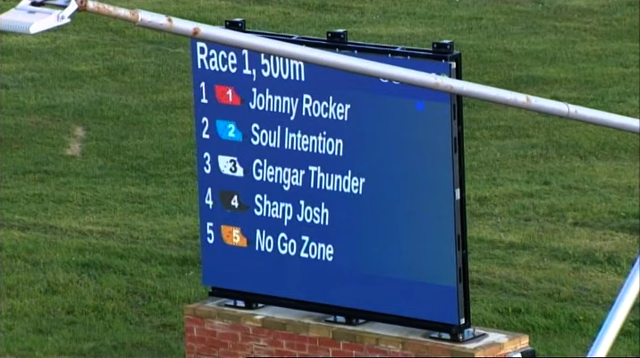 Race 1, 500m
1 1 Johnny Rocker
2 2 Soul Intention
3 3 Glengar Thunder
4 4 Sharp Josh
5 5 No Go Zone